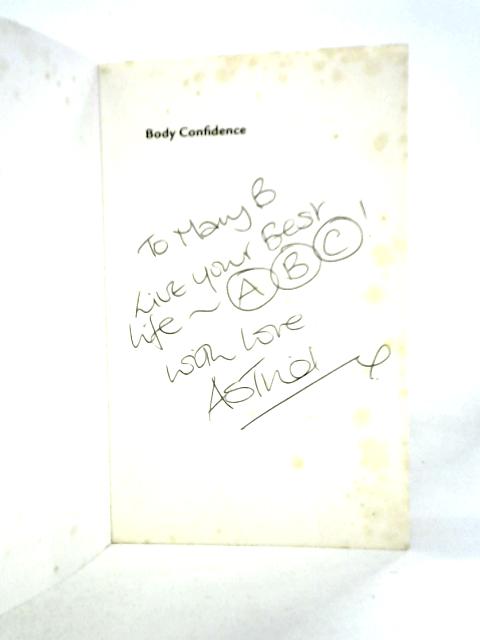 Body Confidence
To Mary B
Live your Best
life ~ A B C !
with love
Astrid x